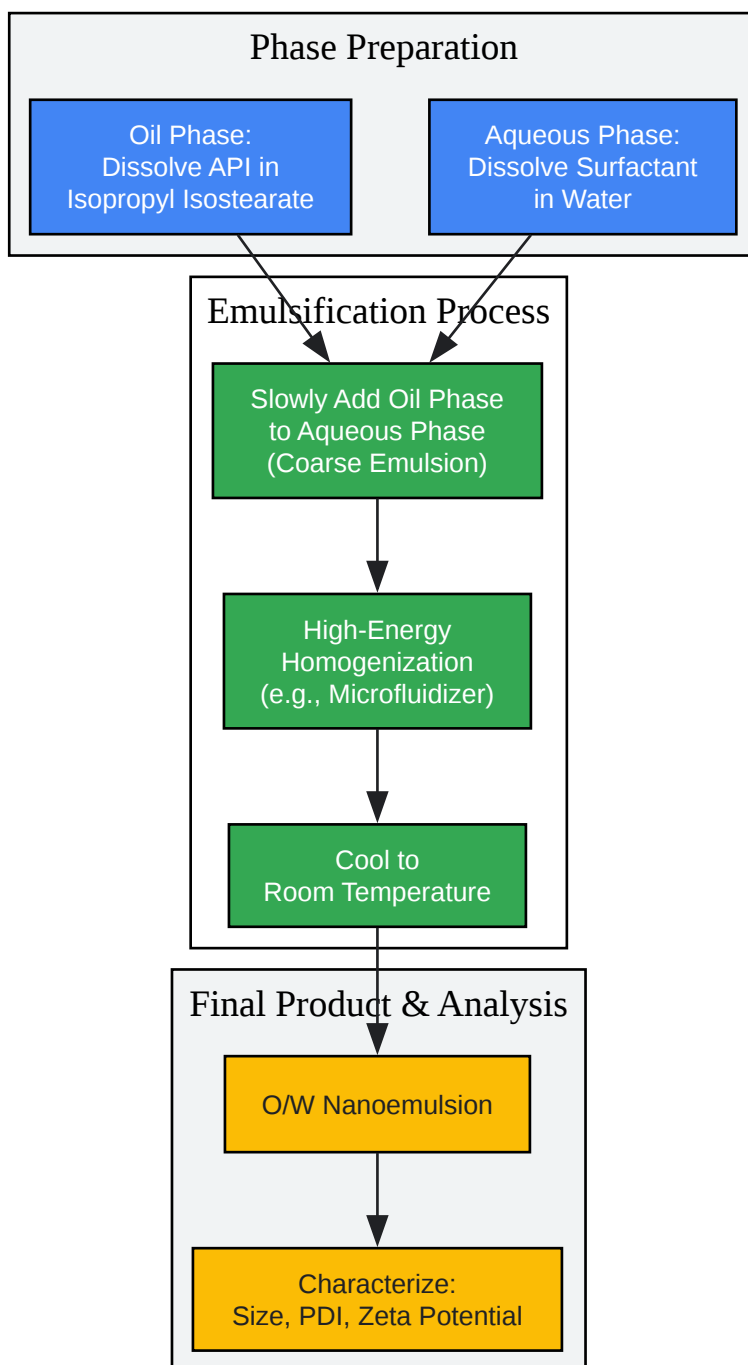 Phase Preparation
Oil Phase:
Dissolve API in
Isopropyl Isostearate
Aqueous Phase:
Dissolve Surfactant
in Water
Emulsification Process
Slowly Add Oil Phase
to Aqueous Phase
(Coarse Emulsion)
High-Energy
Homogenization
(e.g., Microfluidizer)
Cool to
Room Temperature
Final Product & Analysis
O/W Nanoemulsion
Characterize:
Size, PDI, Zeta Potential